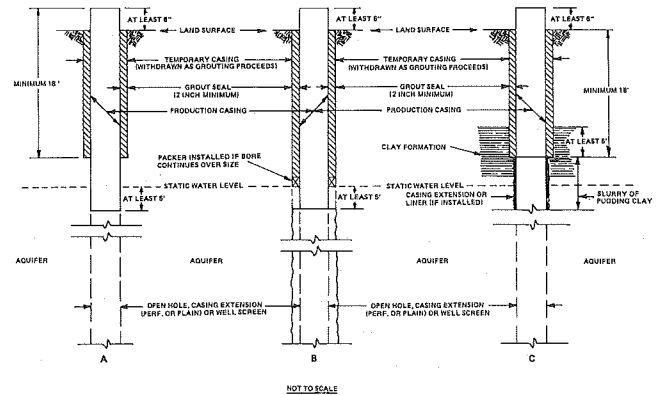 AT LEAST 6"
AT LEAST 6"
AT LEAST 6"
LAND SURFACE
LAND SURFACE
TEMPORARY CASING
(WITHDRAWN AS GROUTING PROCEEDS)
TEMPORARY CASING
(WITHDRAWN AS GROUTING PROCEEDS)
MINIMUM 18'
GROUT SEAL
(2 INCH MINIMUM)
GROUT SEAL
(2 INCH MINIMUM)
MINIMUM 18'
PRODUCTION CASING
PRODUCTION CASING
AT LEAST 5'
CLAY FORMATION
PACKER INSTALLED IF BORE
CONTINUES OVER SIZE
STATIC WATER LEVEL
STATIC WATER LEVEL
AT LEAST 5'
AT LEAST 5'
CASING EXTENSION OR
LINER (IF INSTALLED)
SLURRY OF
PUDDING CLAY
AQUIFER
AQUIFER
AQUIFER
AQUIFER
OPEN HOLE, CASING EXTENSION
(PERF. OR PLAIN) OR WELL SCREEN
OPEN HOLE, CASING EXTENSION
(PERF. OR PLAIN) OR WELL SCREEN
A
B
C
NOT TO SCALE